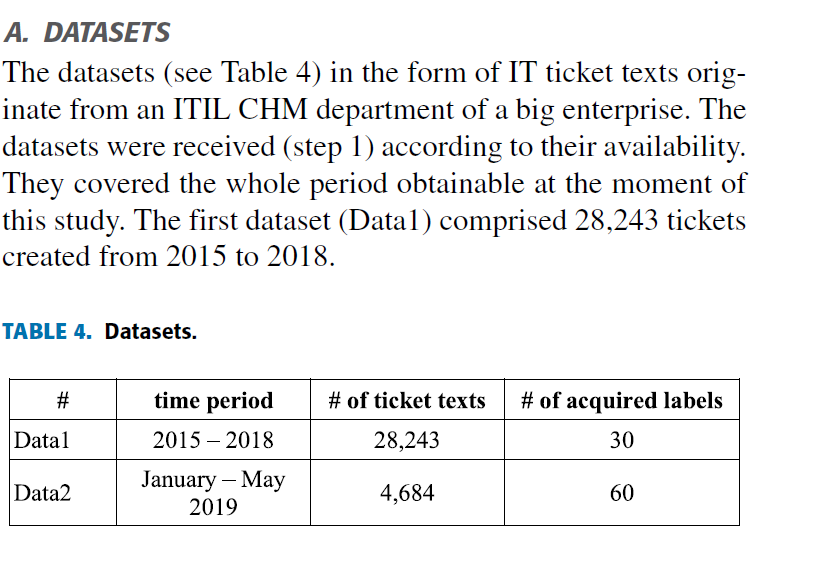 A. DATASETS
The datasets (see Table 4) in the form of IT ticket texts orig-
inate from an ITIL CHM department of a big enterprise. The
datasets were received (step 1) according to their availability.
They covered the whole period obtainable at the moment of
this study. The first dataset (Data1) comprised 28,243 tickets
created from 2015 to 2018.
TABLE 4. Datasets.
# time period # of ticket texts # of acquired labels
Data1 2015 – 2018 28,243 30
Data2 January – May 2019 4,684 60